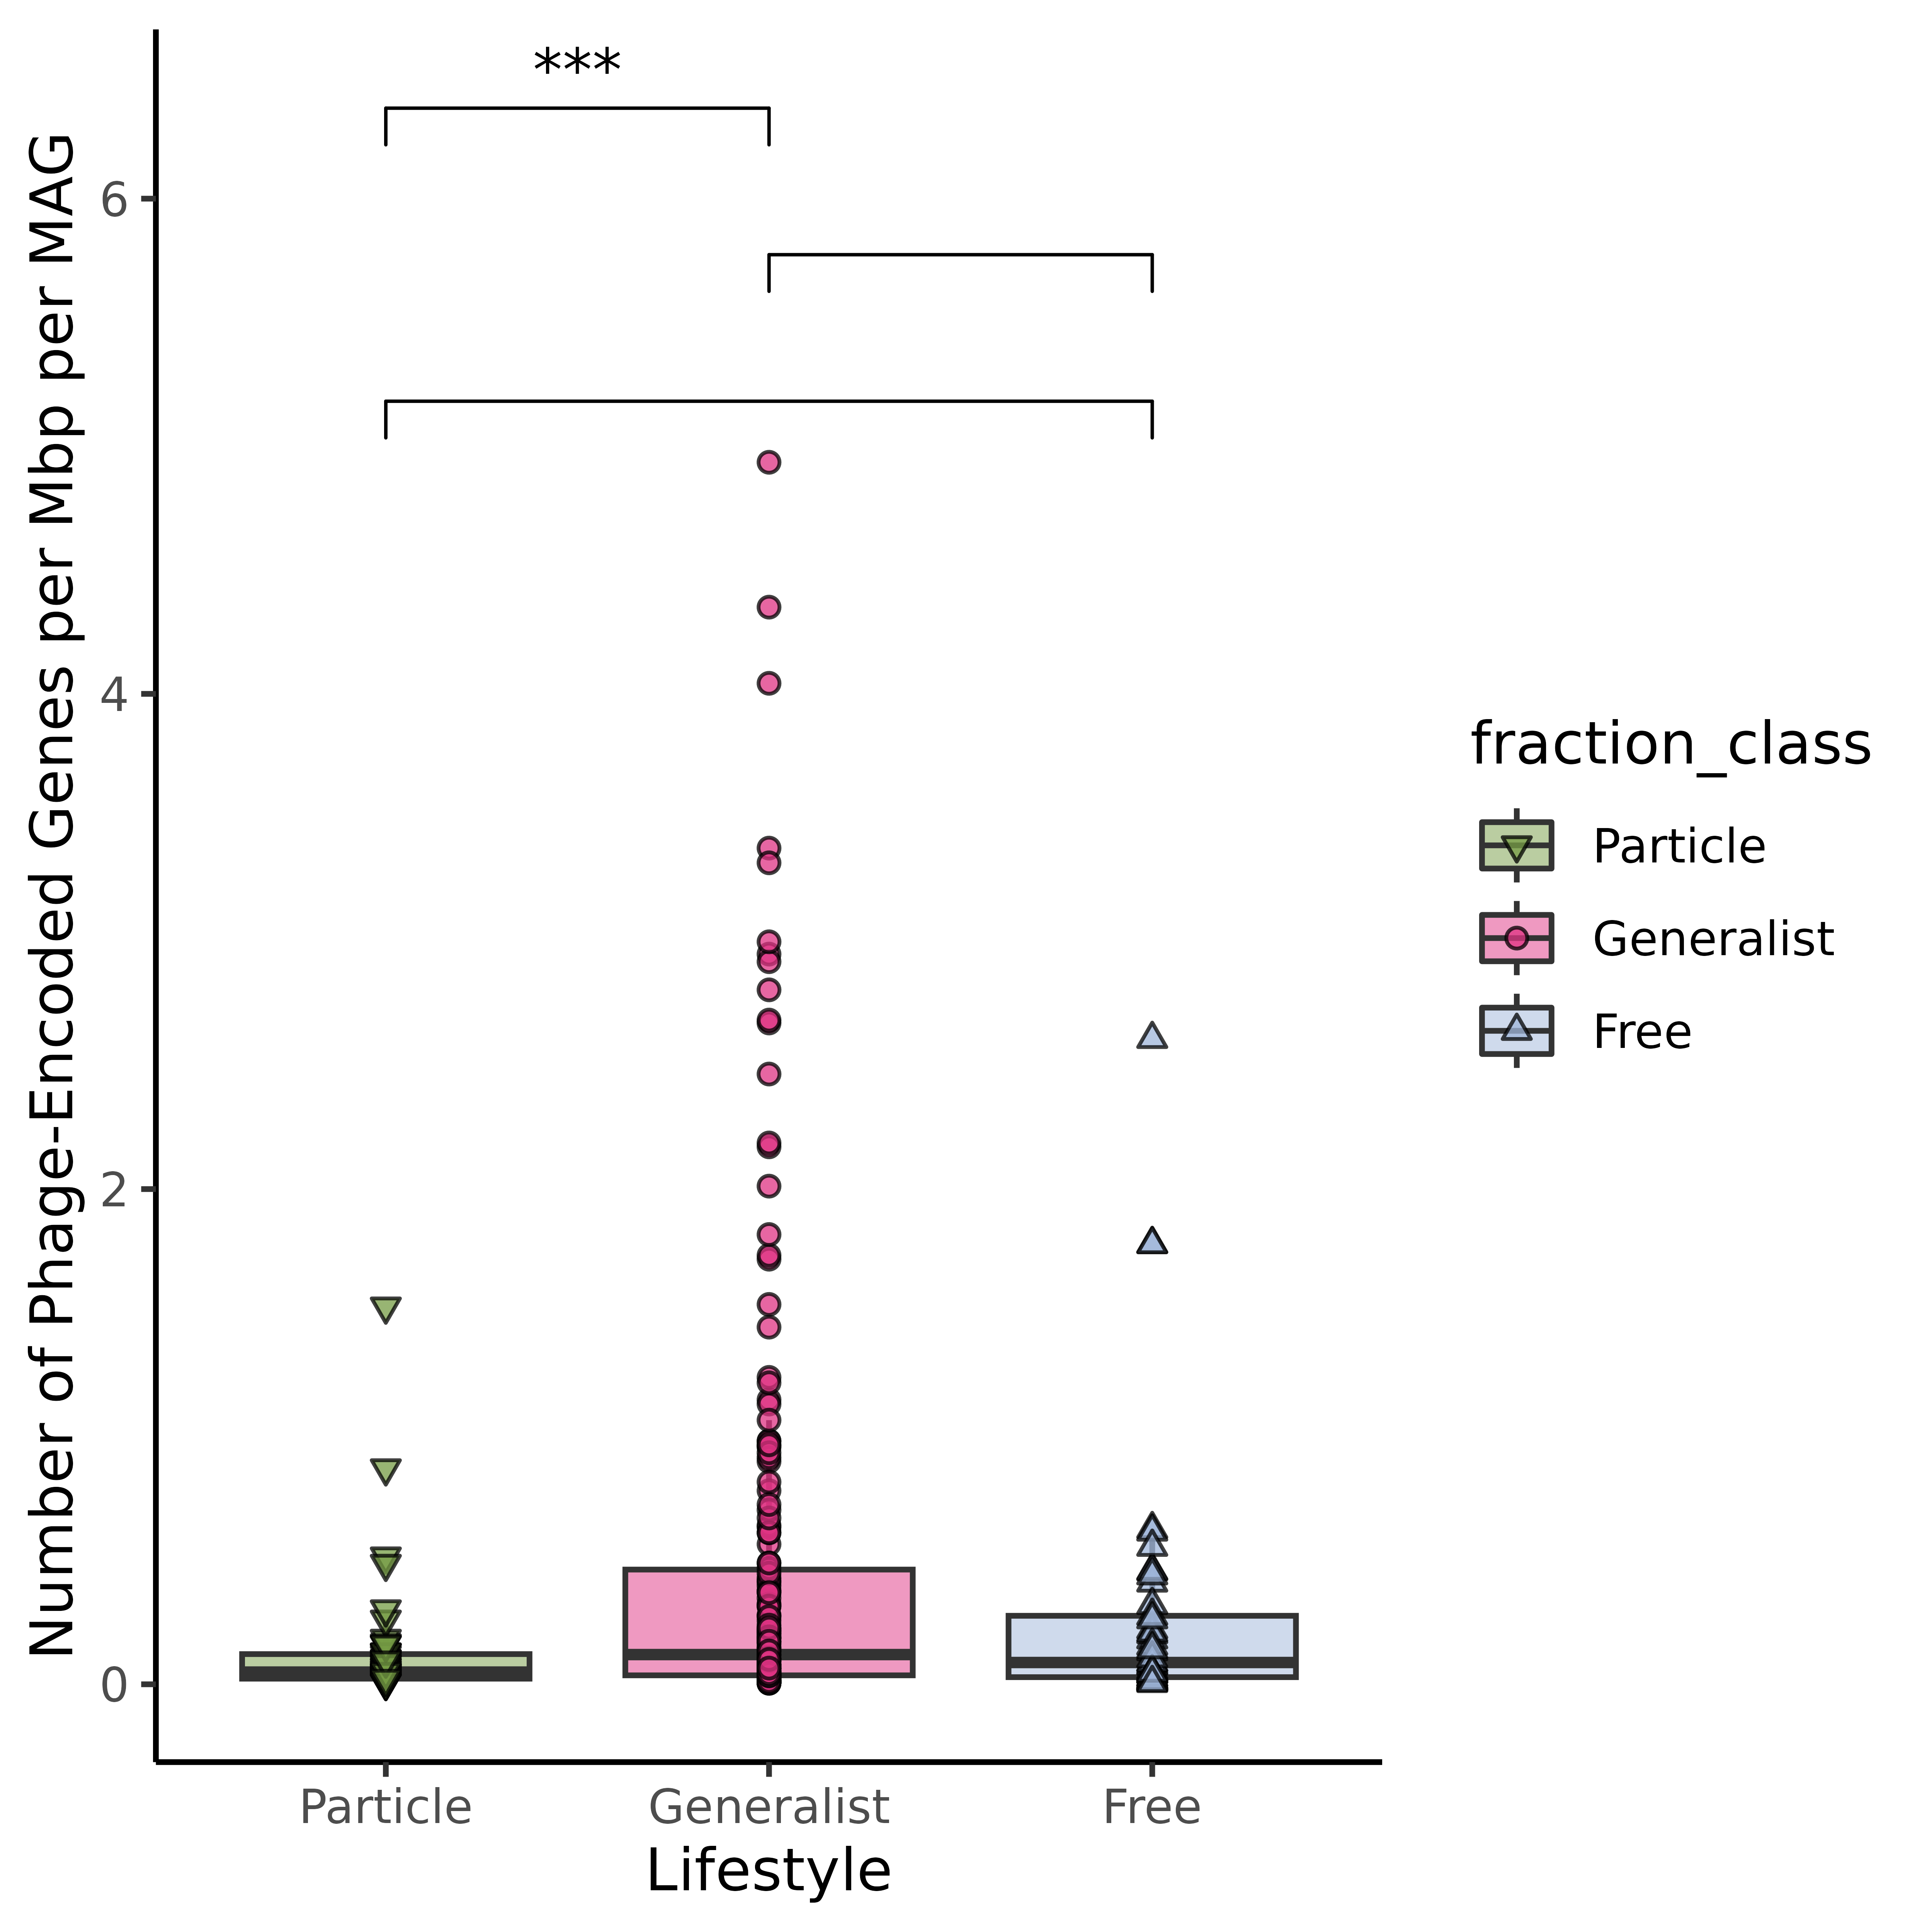 ***
Number of Phage-Encoded Genes per Mbp per MAG
6
4
2
0
Particle
Generalist
Free
Lifestyle
fraction_class
Particle
Generalist
Free